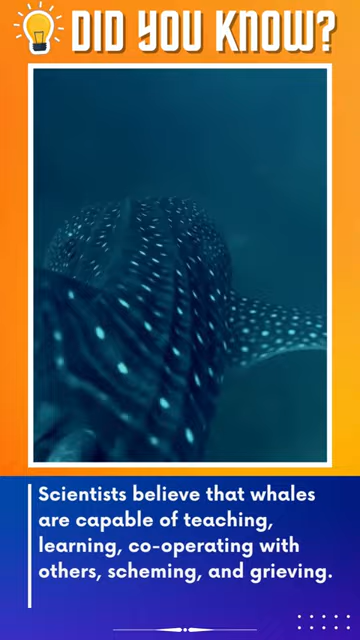 DID YOU KNOW?
Scientists believe that whales
are capable of teaching,
learning, co-operating with
others, scheming, and grieving.